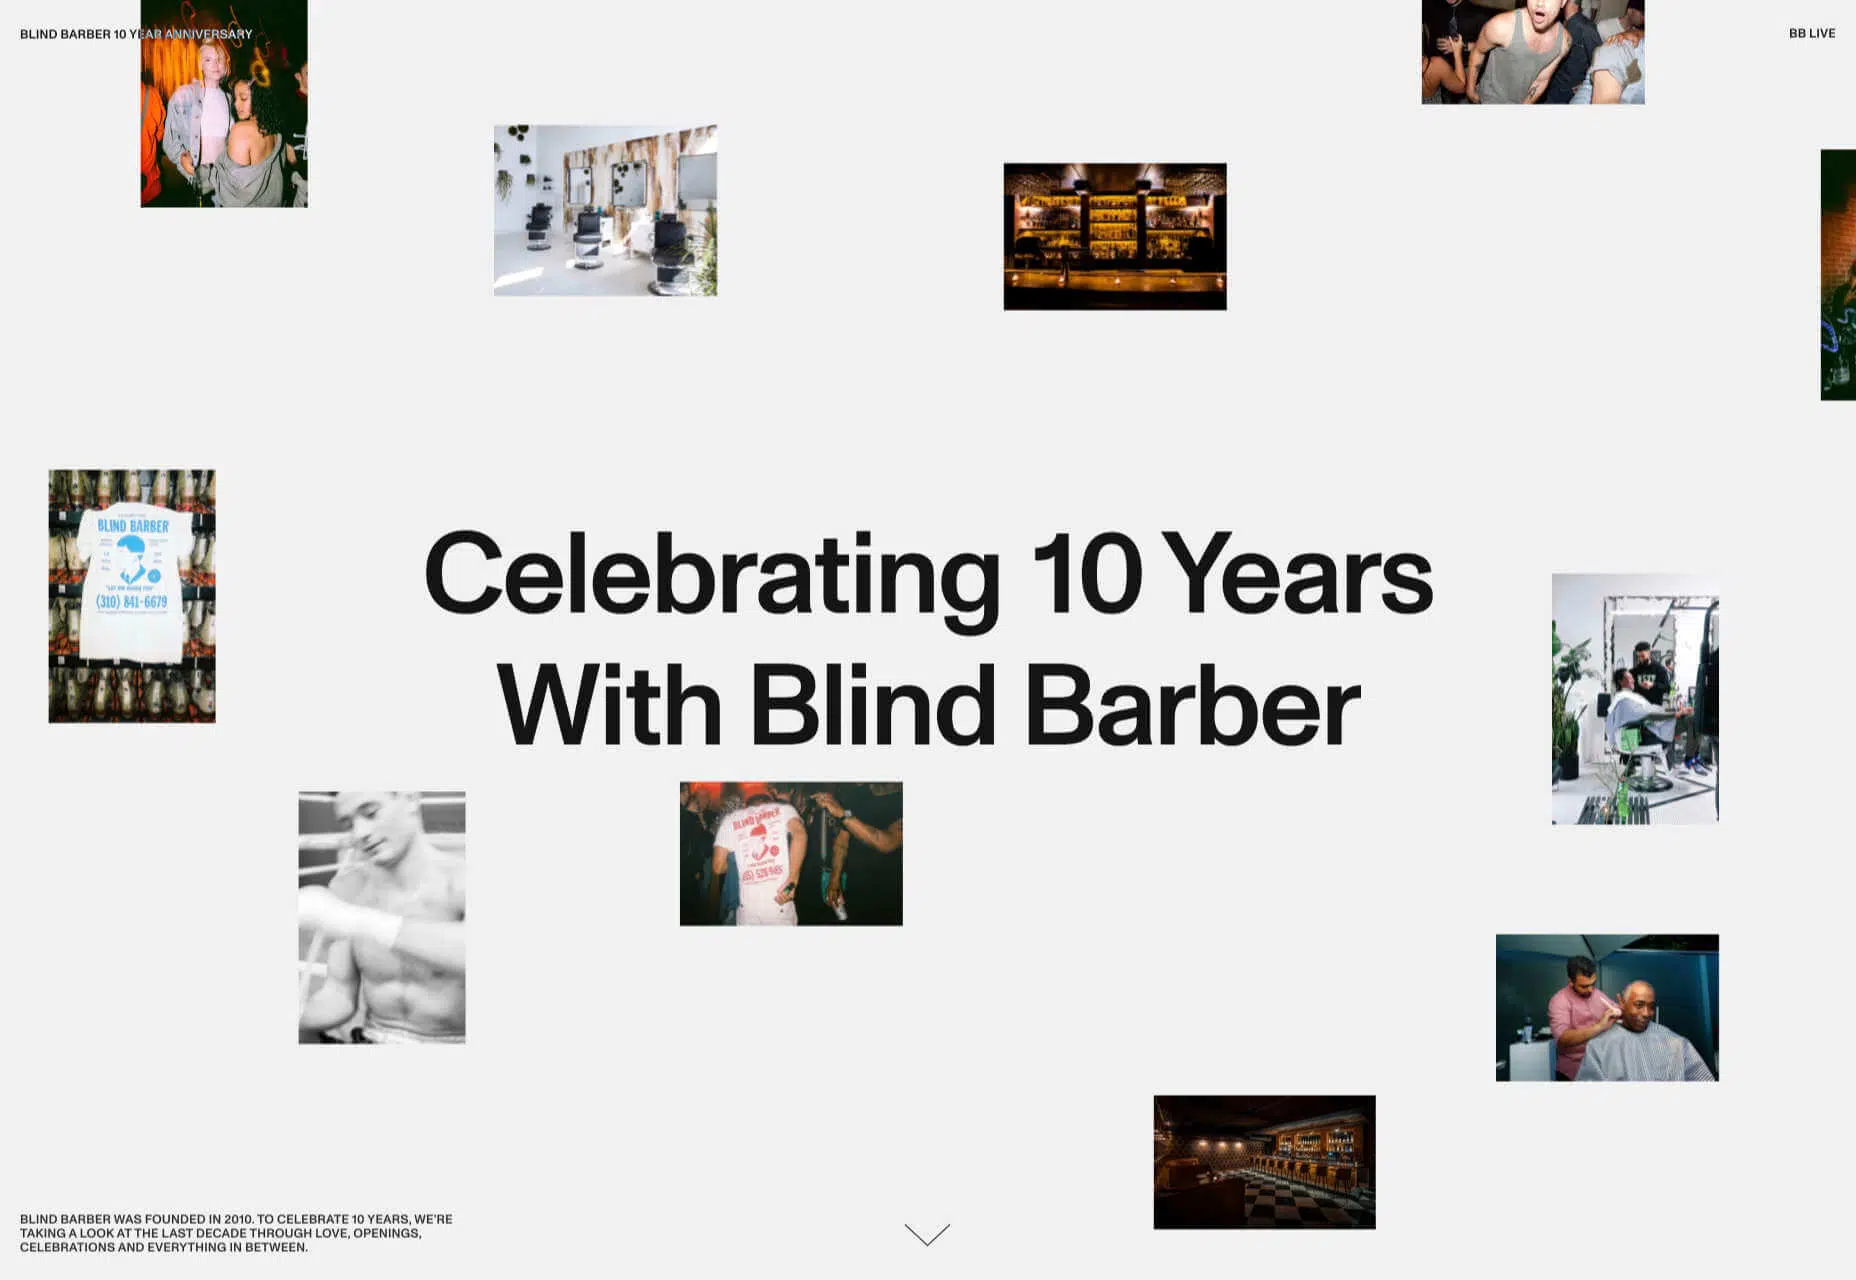 BLIND BARBER 10 YEAR ANNIVERSARY
BB LIVE
BLIND BARBER
(310) 841-6679
Celebrating 10 Years
With Blind Barber
BLIND BARBER
BLIND BARBER WAS FOUNDED IN 2010. TO CELEBRATE 10 YEARS, WE'RE
TAKING A LOOK AT THE LAST DECADE THROUGH LOVE, OPENINGS,
CELEBRATIONS AND EVERYTHING IN BETWEEN.